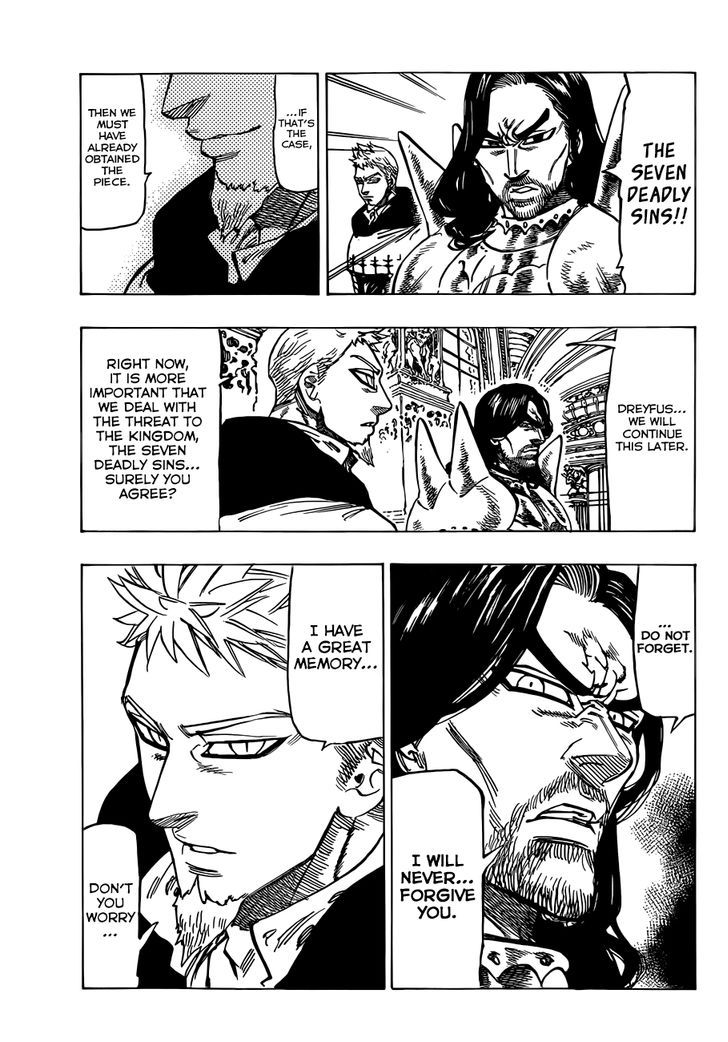 THE
SEVEN
DEADLY
SINS!!
...IF
THAT'S
THE
CASE,
THEN WE
MUST
HAVE
ALREADY
OBTAINED
THE
PIECE.
DREYFUS...
WE WILL
CONTINUE
THIS LATER.
RIGHT NOW,
IT IS MORE
IMPORTANT THAT
WE DEAL WITH
THE THREAT TO
THE KINGDOM,
THE SEVEN
DEADLY SINS...
SURELY YOU
AGREE?
...
DO NOT
FORGET.
I WILL
NEVER...
FORGIVE
YOU.
I HAVE
A GREAT
MEMORY...
DON'T
YOU
WORRY
...